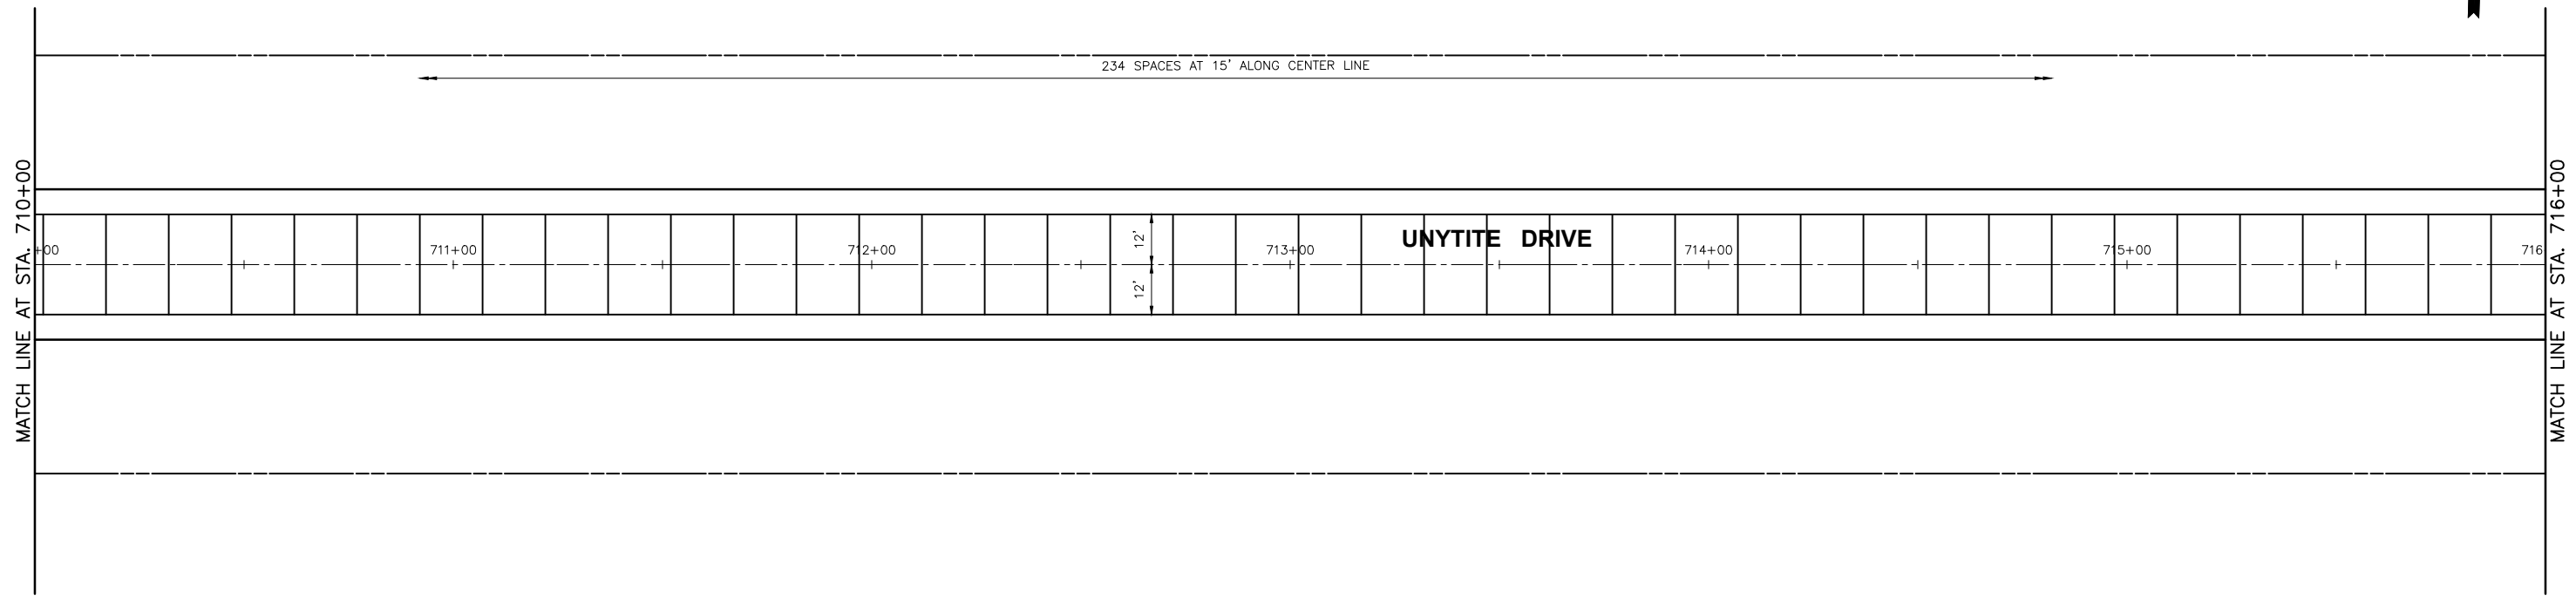 234 SPACES AT 15' ALONG CENTER LINE
MATCH LINE AT STA. 710+00
+00
711+00
712+00
12'
12'
713+00
UNYTITE DRIVE
714+00
715+00
716
MATCH LINE AT STA. 716+00